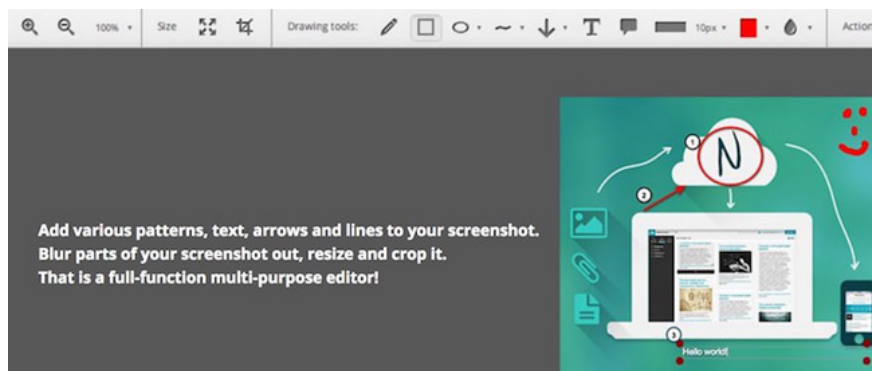 100%
Size
Drawing tools:
T
10px
Action
1
N
2
Add various patterns, text, arrows and lines to your screenshot.
Blur parts of your screenshot out, resize and crop it.
That is a full-function multi-purpose editor!
3
Hello world!